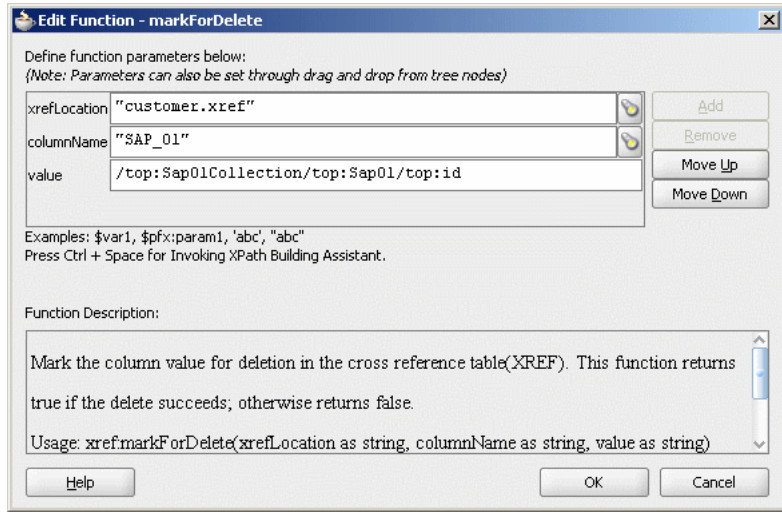 Edit Function - markForDelete
Define function parameters below:
(Note: Parameters can also be set through drag and drop from tree nodes)
xrefLocation "customer.xref"
Add
columnName "SAP_01"
Remove
value /top:Sap01Collection/top:Sap01/top:id
Move Up
Move Down
Examples: $var1, $pfx:param1, 'abc', "abc"
Press Ctrl + Space for Invoking XPath Building Assistant.
Function Description:
Mark the column value for deletion in the cross reference table(XREF). This function returns
true if the delete succeeds; otherwise returns false.
Usage: xref:markForDelete(xrefLocation as string, columnName as string, value as string)
Help OK Cancel